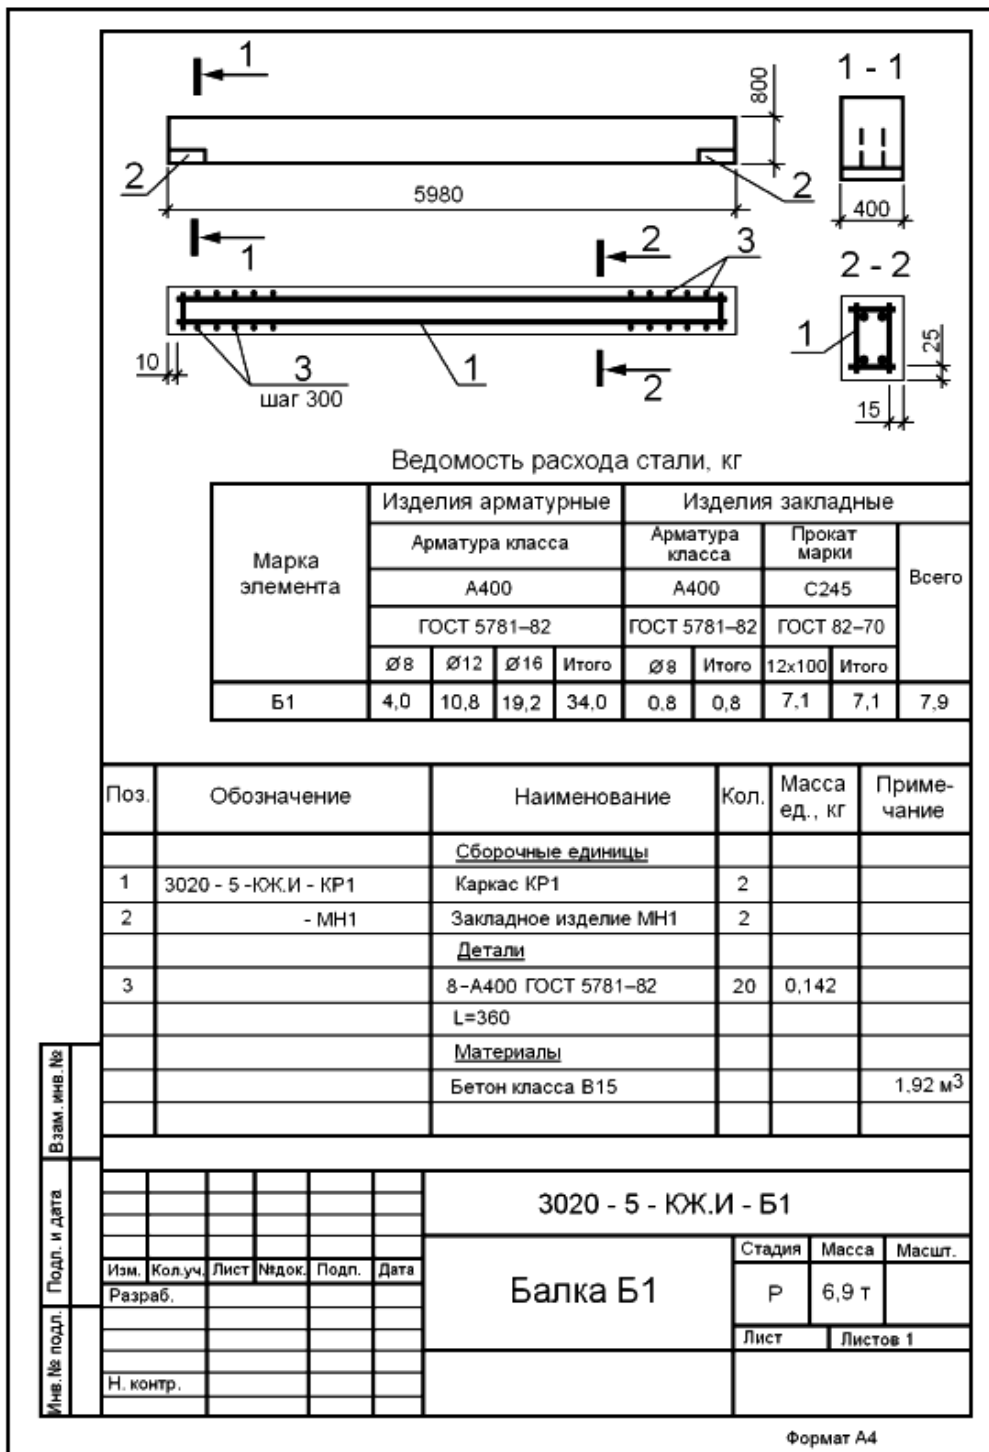 1
1 - 1
800
2
2
5980
400
1
2
3
2 - 2
1
10
3
1
2
25
шаг 300
15
Ведомость расхода стали, кг
Марка элемента
Изделия арматурные
Изделия закладные
Арматура класса
Арматура класса
Прокат марки
Всего
А400
А400
С245
ГОСТ 5781–82
ГОСТ 5781–82
ГОСТ 82–70
Ø8 Ø12 Ø16 Итого Ø8 Итого 12х100 Итого
Б1 4,0 10,8 19,2 34,0 0,8 0,8 7,1 7,1 7,9
Поз. Обозначение Наименование Кол. Масса ед., кг Приме-
чание
Сборочные единицы
1 3020 - 5 -КЖ.И - КР1 Каркас КР1 2
2 - МН1 Закладное изделие МН1 2
Детали
3 8–А400 ГОСТ 5781–82 20 0,142
L=360
Материалы
Бетон класса В15 1.92 м³
Взам. инв.№
Подп. и дата
Инв.№ подл.
3020 - 5 - КЖ.И - Б1
Изм. Кол.уч. Лист №док. Подп. Дата
Разраб.
Н. контр.
Балка Б1
Стадия Масса Масшт.
Р 6,9 т
Лист Листов 1
Формат А4